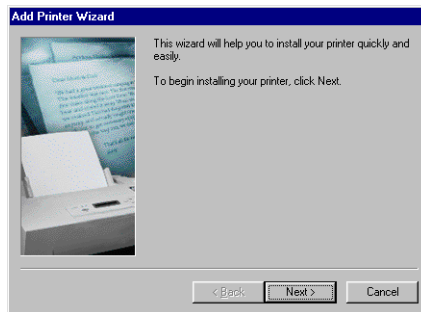 Add Printer Wizard
This wizard will help you to install your printer quickly and
easily.
To begin installing your printer, click Next.
< Back
Next >
Cancel